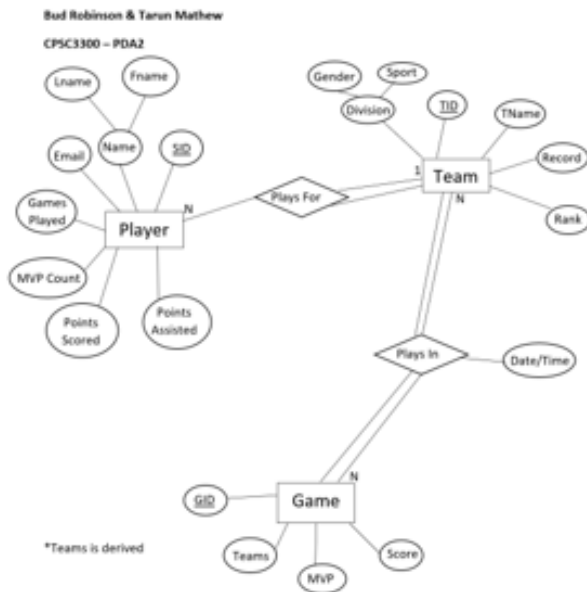 Bud Robinson & Tarun Mathew
CPSC3300 – PDA2
Lname
Fname
Email
Name
SID
Games Played
Player
N
MVP Count
Points Scored
Points Assisted
Plays For
Gender
Sport
Division
TID
TName
Record
Rank
1
Team
N
Plays In
Date/Time
N
GID
Game
Teams
MVP
Score
*Teams is derived